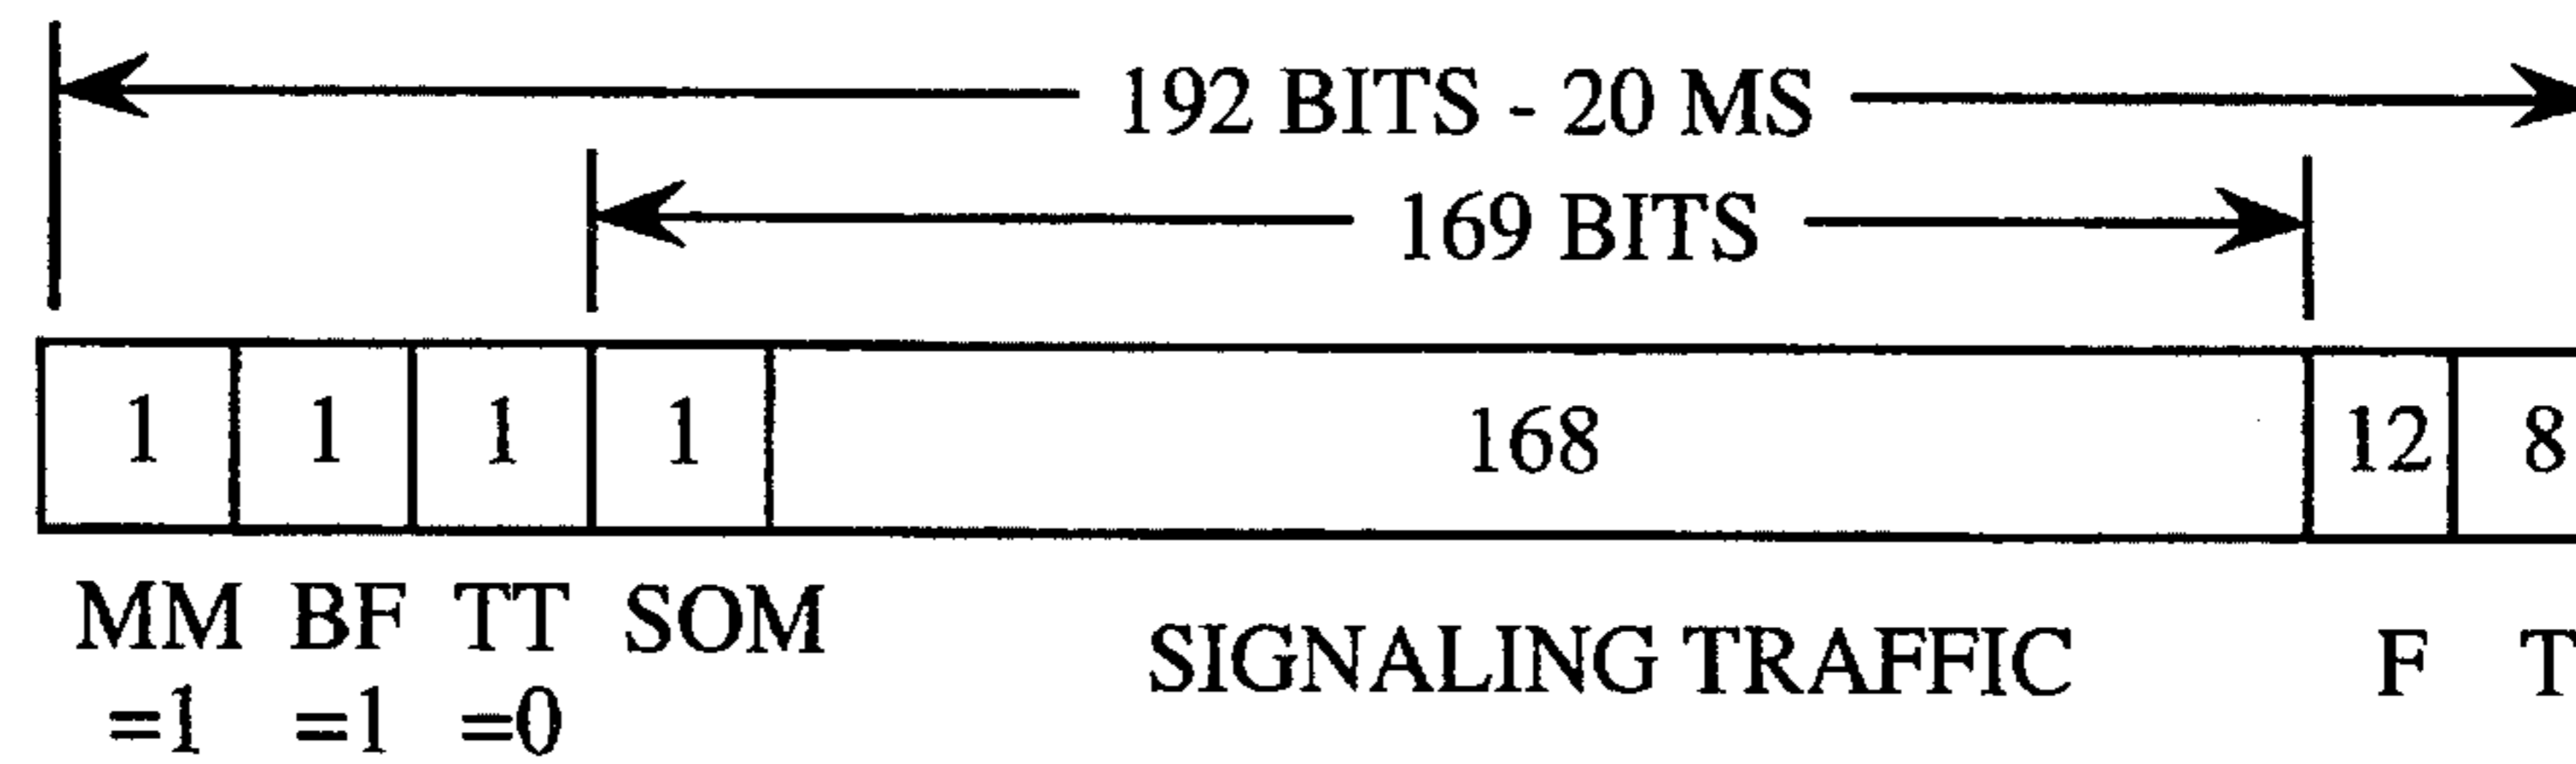 192 BITS - 20 MS
169 BITS
1 1 1 1 168 12 8
MM BF TT SOM SIGNALING TRAFFIC F T
=1 =1 =0